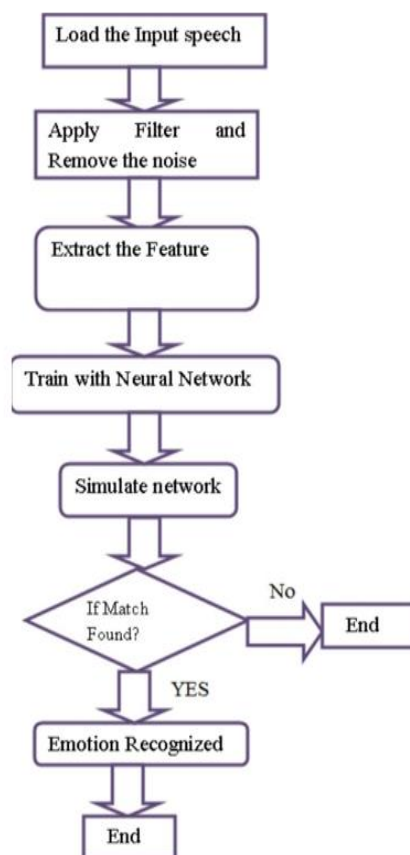 Load the Input speech
Apply Filter and
Remove the noise
Extract the Feature
Train with Neural Network
Simulate network
If Match
Found?
No
End
YES
Emotion Recognized
End